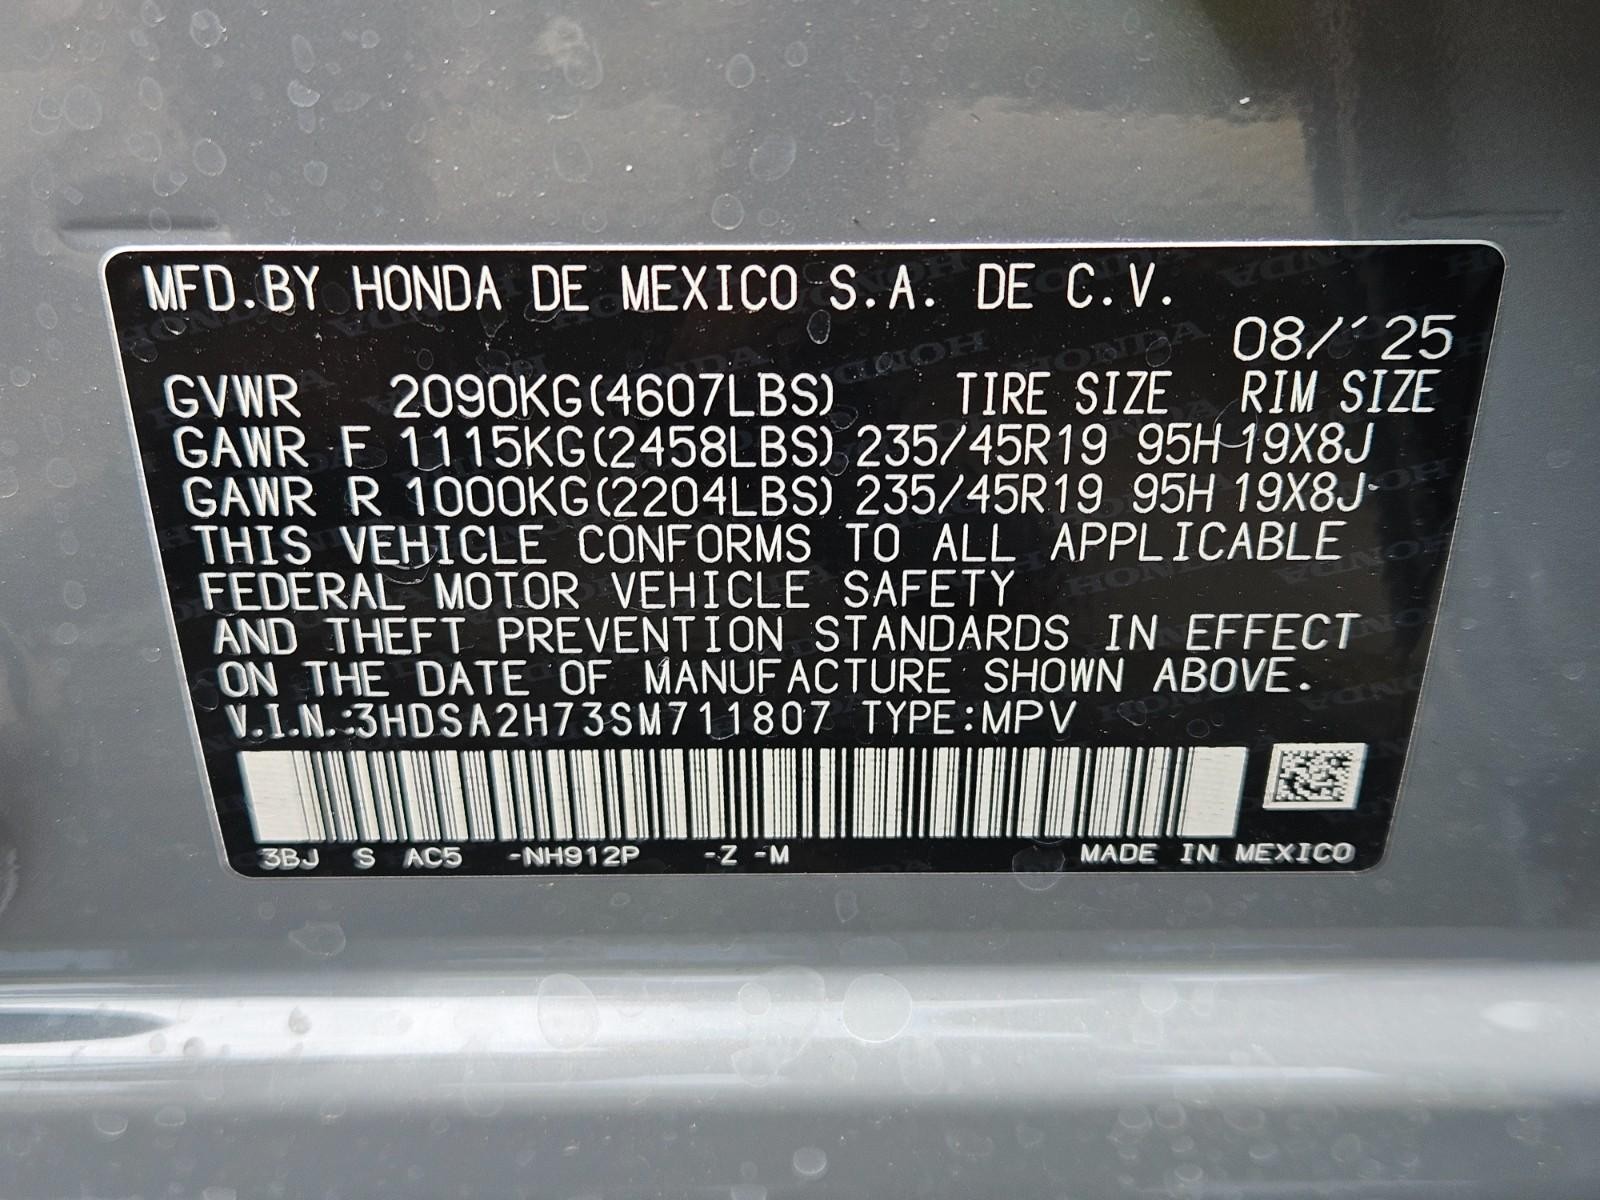 MFD.BY HONDA DE MEXICO S.A. DE C.V.
08/'25
GVWR 2090KG(4607LBS) TIRE SIZE RIM SIZE
GAWR F 1115KG(2458LBS) 235/45R19 95H 19X8J
GAWR R 1000KG(2204LBS) 235/45R19 95H 19X8J
THIS VEHICLE CONFORMS TO ALL APPLICABLE
FEDERAL MOTOR VEHICLE SAFETY
AND THEFT PREVENTION STANDARDS IN EFFECT
ON THE DATE OF MANUFACTURE SHOWN ABOVE.
V.I.N.:3HDSA2H73SM711807 TYPE:MPV
3BJ S AC5 -NH912P -Z -M MADE IN MEXICO